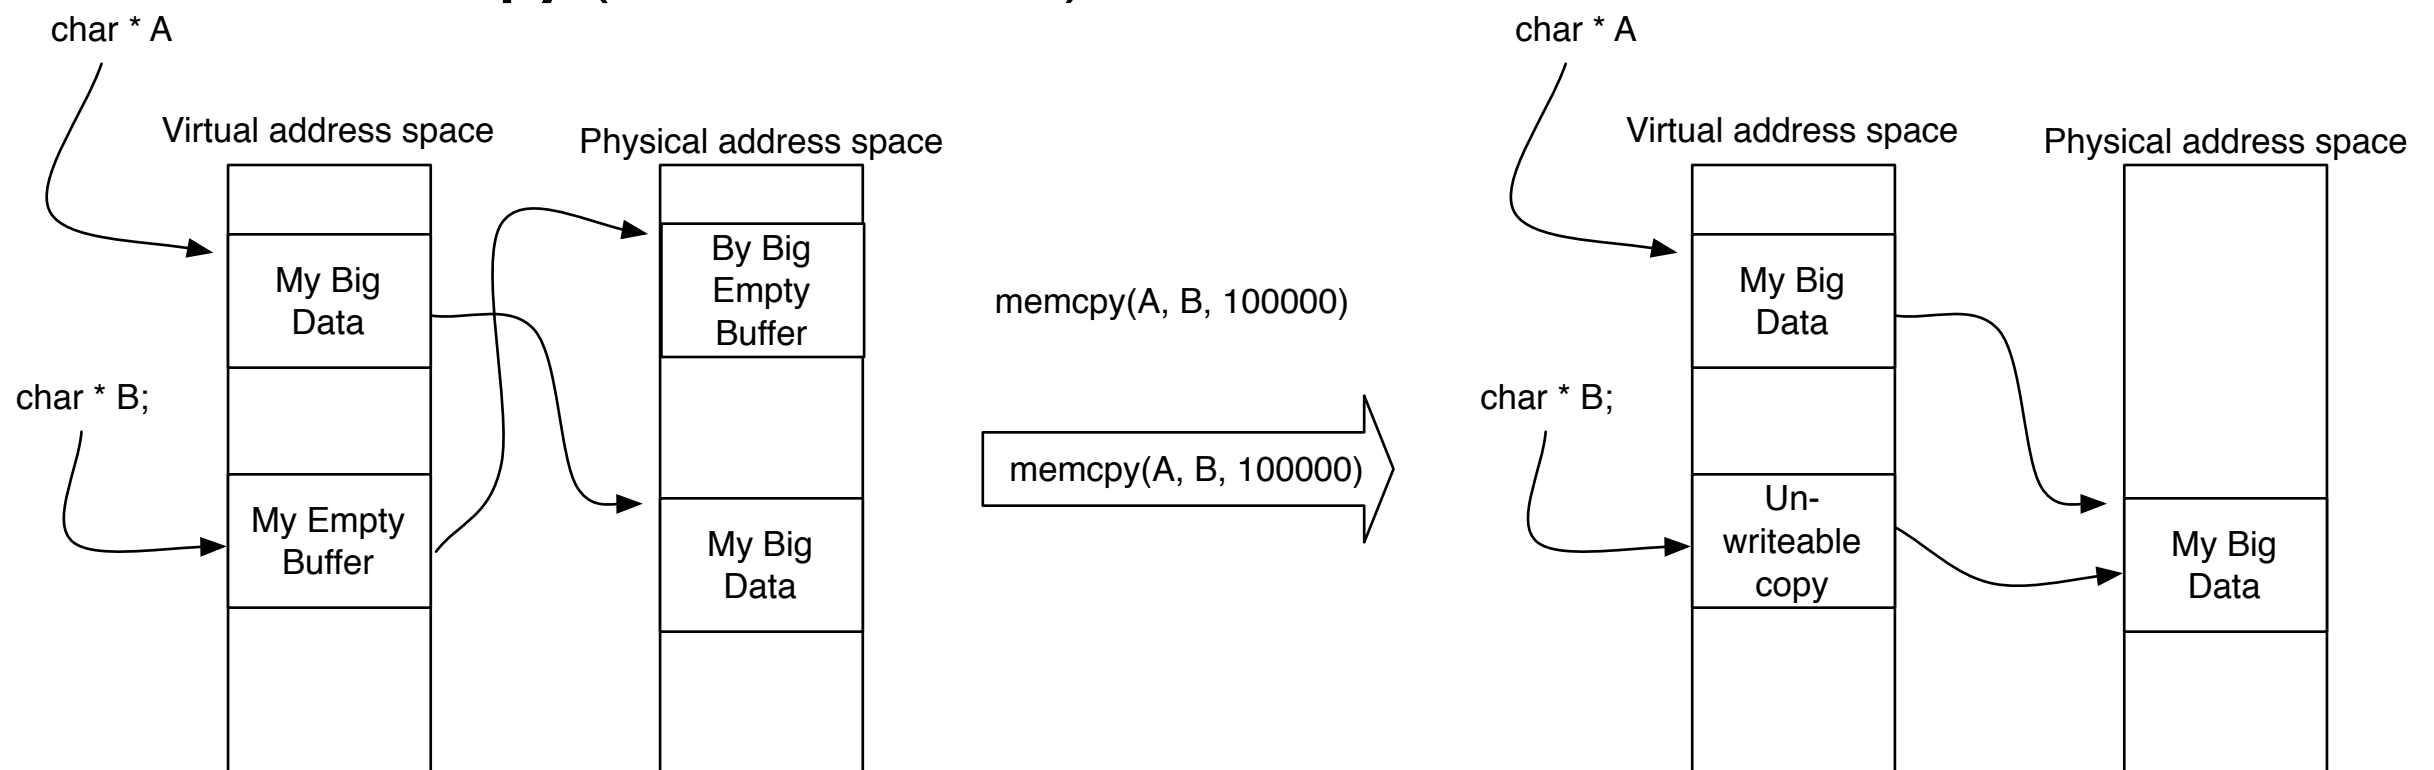 char * A
Virtual address space
Physical address space
My Big
Data
By Big
Empty
Buffer
char * B;
My Empty
Buffer
My Big
Data
memcpy(A, B, 100000)
memcpy(A, B, 100000)
char * A
Virtual address space
Physical address space
My Big
Data
char * B;
Un-
writeable
copy
My Big
Data